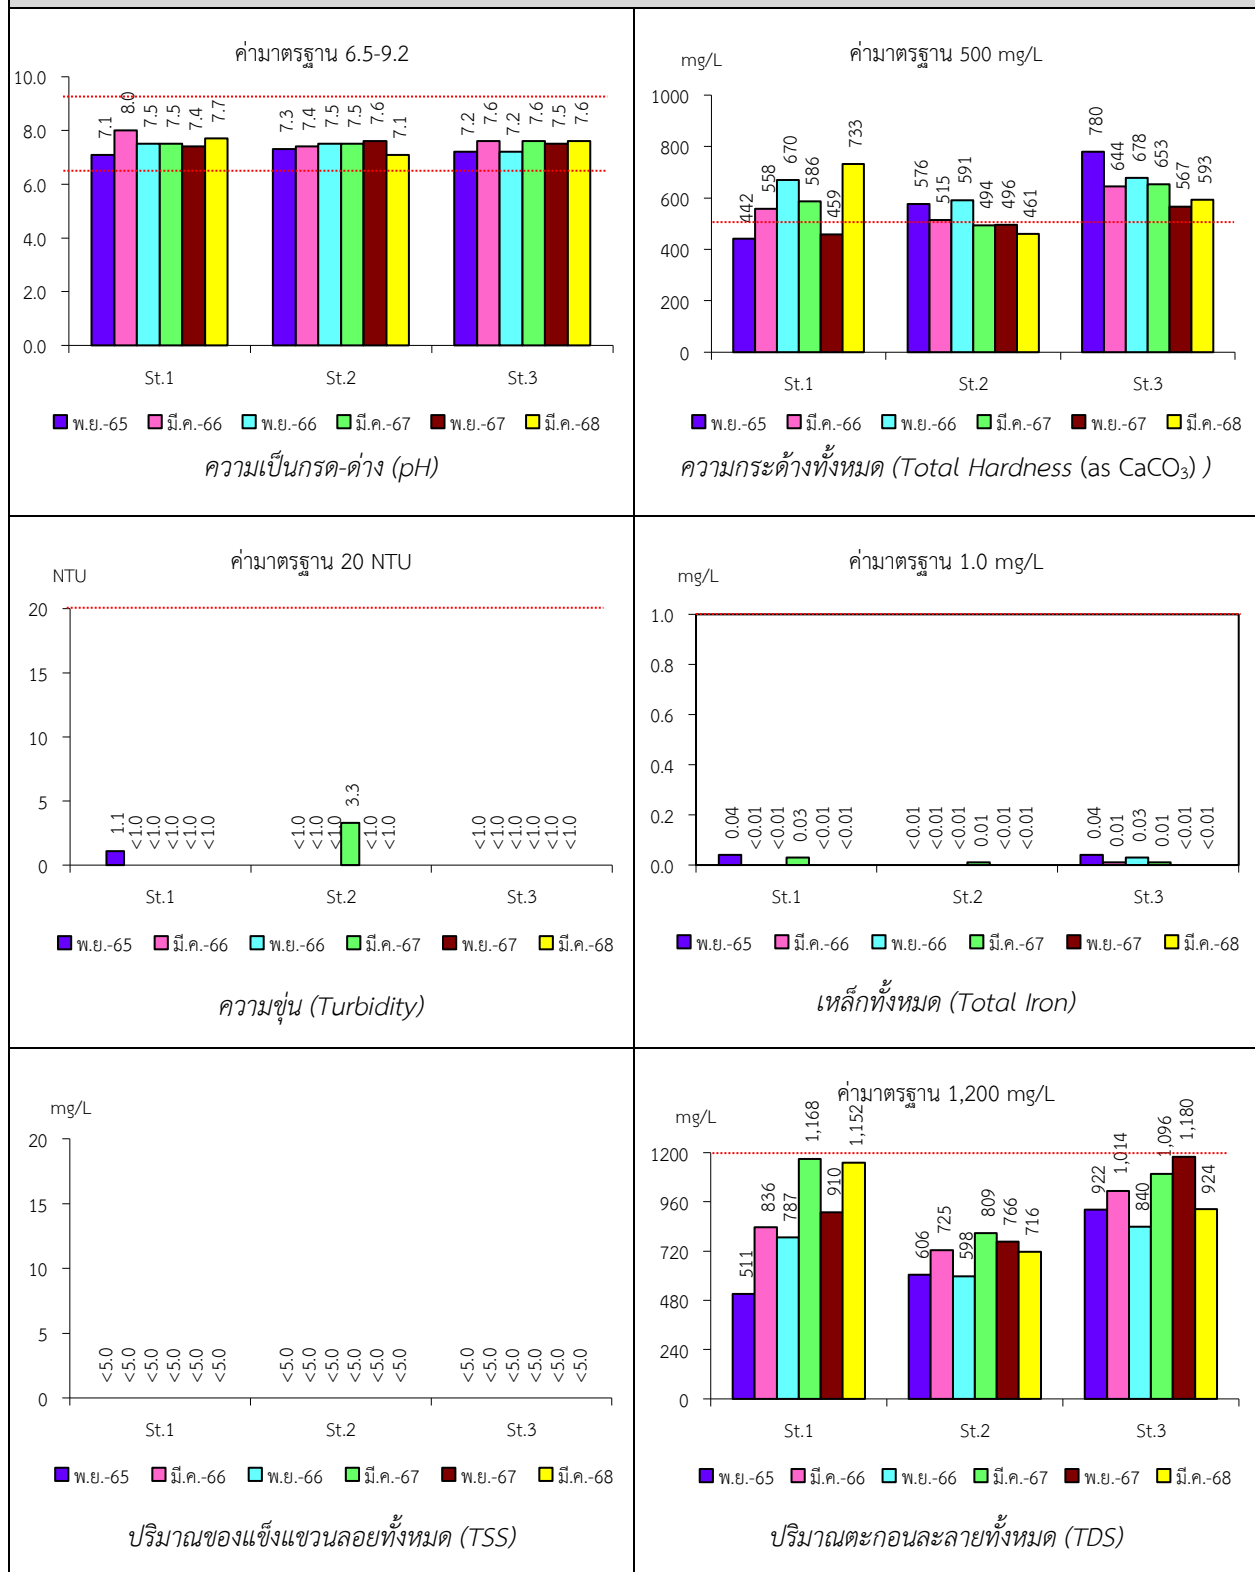 ค่ามาตรฐาน 6.5-9.2
10.0
8.0
6.0
4.0
2.0
0.0
7.1 8.0 7.5 7.5 7.4 7.7
7.3 7.4 7.5 7.5 7.6 7.1
7.2 7.6 7.2 7.6 7.5 7.6
St.1 St.2 St.3
พ.ย.-65 มี.ค.-66 พ.ย.-66 มี.ค.-67 พ.ย.-67 มี.ค.-68
ความเป็นกรด-ด่าง (pH)
mg/L
ค่ามาตรฐาน 500 mg/L
1000
800
600
400
200
0
442 558 670 586 459 733
576 515 591 494 496 461
780 644 678 653 567 593
St.1 St.2 St.3
พ.ย.-65 มี.ค.-66 พ.ย.-66 มี.ค.-67 พ.ย.-67 มี.ค.-68
ความกระด้างทั้งหมด (Total Hardness (as CaCO₃) )
NTU
ค่ามาตรฐาน 20 NTU
20
15
10
5
0
1.1 <1.0 <1.0 <1.0 <1.0
<1.0 <1.0 <1.0 3.3 <1.0 <1.0
<1.0 <1.0 <1.0 <1.0 <1.0
St.1 St.2 St.3
พ.ย.-65 มี.ค.-66 พ.ย.-66 มี.ค.-67 พ.ย.-67 มี.ค.-68
ความขุ่น (Turbidity)
mg/L
ค่ามาตรฐาน 1.0 mg/L
1.0
0.8
0.6
0.4
0.2
0.0
0.04 <0.01 <0.01 0.03 <0.01 <0.01
<0.01 <0.01 <0.01 0.01 <0.01 <0.01
0.04 0.01 0.03 0.01 <0.01 <0.01
St.1 St.2 St.3
พ.ย.-65 มี.ค.-66 พ.ย.-66 มี.ค.-67 พ.ย.-67 มี.ค.-68
เหล็กทั้งหมด (Total Iron)
mg/L
20
15
10
5
0
<5.0 <5.0 <5.0 <5.0 <5.0 <5.0
<5.0 <5.0 <5.0 <5.0 <5.0 <5.0
<5.0 <5.0 <5.0 <5.0 <5.0 <5.0
St.1 St.2 St.3
พ.ย.-65 มี.ค.-66 พ.ย.-66 มี.ค.-67 พ.ย.-67 มี.ค.-68
ปริมาณของแข็งแขวนลอยทั้งหมด (TSS)
ค่ามาตรฐาน 1,200 mg/L
mg/L
1200
960
720
480
240
0
511 836 787 1,168 910 1,152
606 725 598 809 766 716
922 1,014 840 1,096 1,180 924
St.1 St.2 St.3
พ.ย.-65 มี.ค.-66 พ.ย.-66 มี.ค.-67 พ.ย.-67 มี.ค.-68
ปริมาณตะกอนละลายทั้งหมด (TDS)